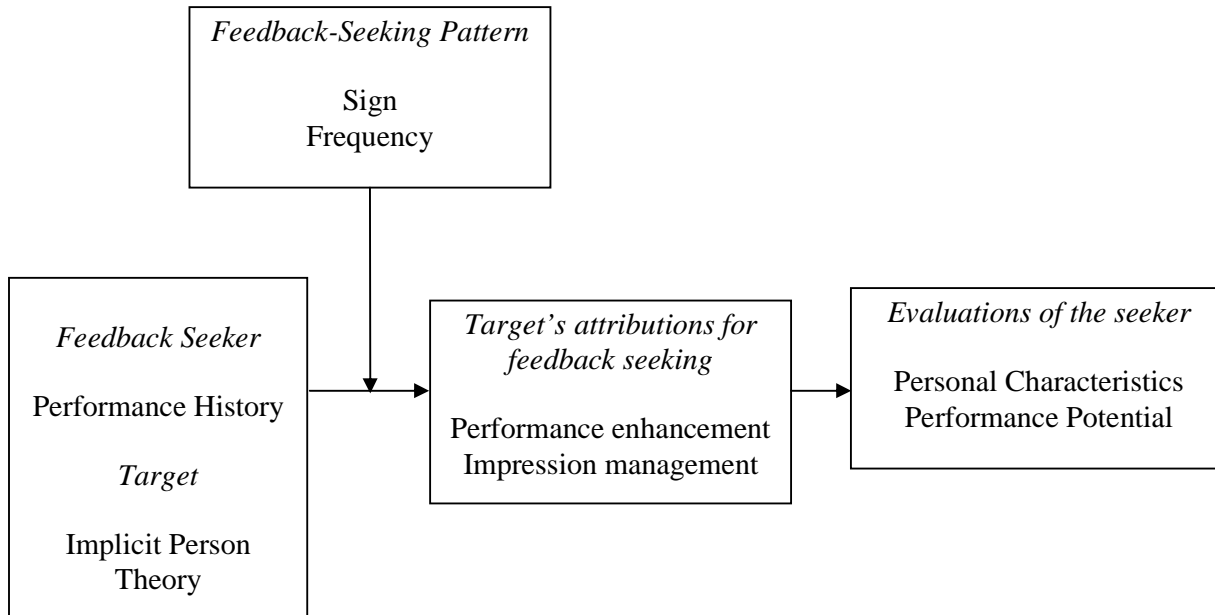 Feedback-Seeking Pattern
Sign
Frequency
Feedback Seeker
Performance History
Target
Implicit Person
Theory
Target’s attributions for
feedback seeking
Performance enhancement
Impression management
Evaluations of the seeker
Personal Characteristics
Performance Potential